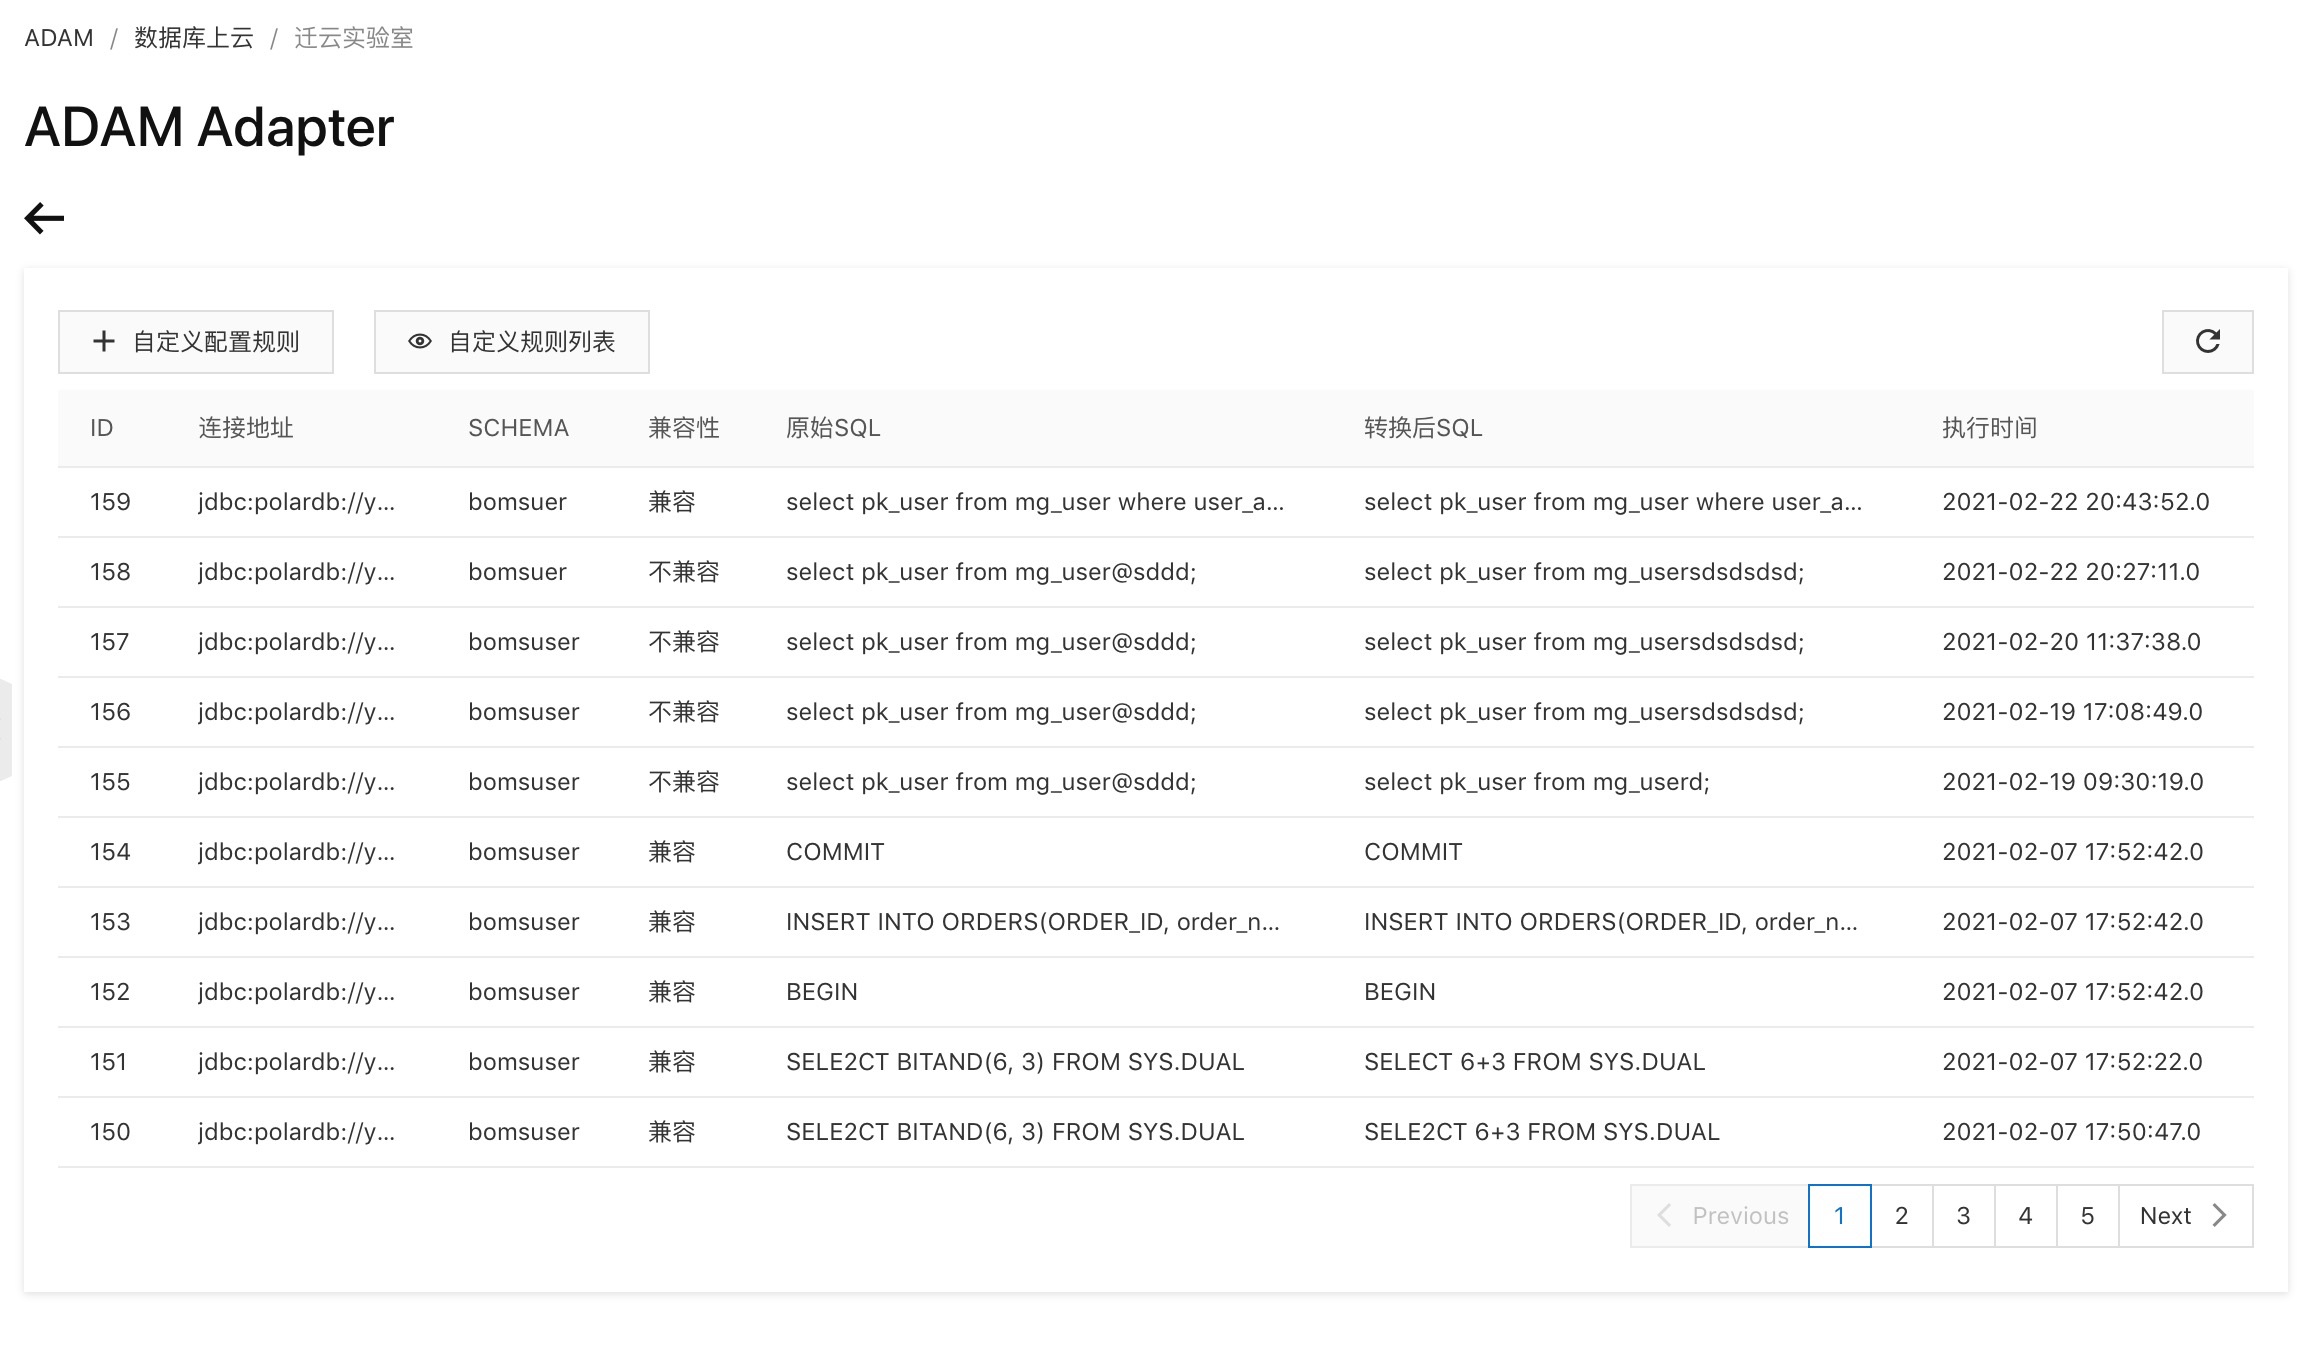 ADAM / 数据库上云 / 迁云实验室
ADAM Adapter
自定义配置规则 自定义规则列表
ID 连接地址 SCHEMA 兼容性 原始SQL 转换后SQL 执行时间
159 jdbc:polardb://y... bomsuer 兼容 select pk_user from mg_user where user_a... select pk_user from mg_user where user_a... 2021-02-22 20:43:52.0
158 jdbc:polardb://y... bomsuer 不兼容 select pk_user from mg_user@sddd; select pk_user from mg_usersdsdsdsd; 2021-02-22 20:27:11.0
157 jdbc:polardb://y... bomsuser 不兼容 select pk_user from mg_user@sddd; select pk_user from mg_usersdsdsdsd; 2021-02-20 11:37:38.0
156 jdbc:polardb://y... bomsuser 不兼容 select pk_user from mg_user@sddd; select pk_user from mg_usersdsdsdsd; 2021-02-19 17:08:49.0
155 jdbc:polardb://y... bomsuser 不兼容 select pk_user from mg_user@sddd; select pk_user from mg_userd; 2021-02-19 09:30:19.0
154 jdbc:polardb://y... bomsuser 兼容 COMMIT COMMIT 2021-02-07 17:52:42.0
153 jdbc:polardb://y... bomsuser 兼容 INSERT INTO ORDERS(ORDER_ID, order_n... INSERT INTO ORDERS(ORDER_ID, order_n... 2021-02-07 17:52:42.0
152 jdbc:polardb://y... bomsuser 兼容 BEGIN BEGIN 2021-02-07 17:52:42.0
151 jdbc:polardb://y... bomsuser 兼容 SELE2CT BITAND(6, 3) FROM SYS.DUAL SELECT 6+3 FROM SYS.DUAL 2021-02-07 17:52:22.0
150 jdbc:polardb://y... bomsuser 兼容 SELE2CT BITAND(6, 3) FROM SYS.DUAL SELE2CT 6+3 FROM SYS.DUAL 2021-02-07 17:50:47.0
Previous 1 2 3 4 5 Next